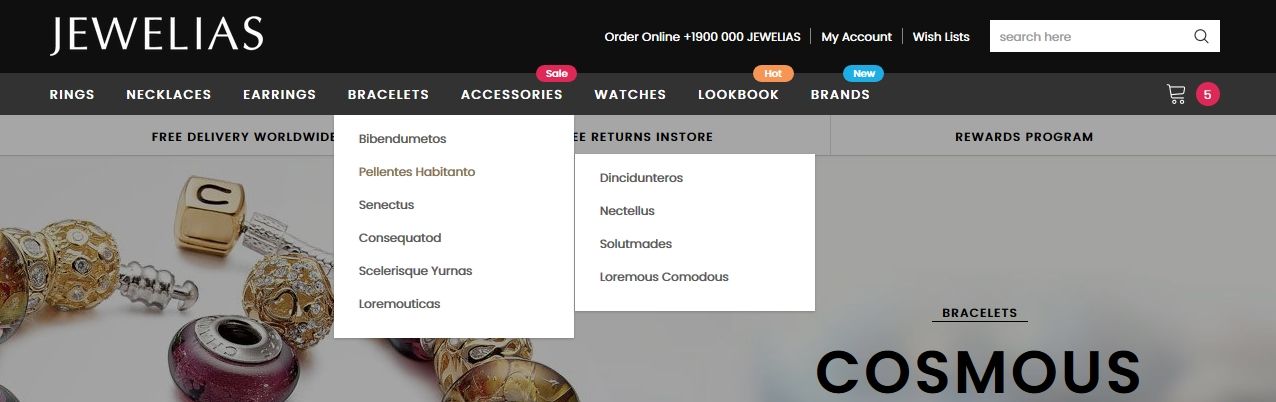 JEWELIAS
Order Online +1900 000 JEWELIAS
My Account
Wish Lists
search here
Sale
Hot
New
RINGS
NECKLACES
EARRINGS
BRACELETS
ACCESSORIES
WATCHES
LOOKBOOK
BRANDS
5
FREE DELIVERY WORLDWIDE
RETURNS INSTORE
REWARDS PROGRAM
Bibendumetos
Pellentes Habitanto
Senectus
Consequatod
Scelerisque Yurnas
Loremouticas
Dincidunteros
Nectellus
Solutmades
Loremous Comodous
BRACELETS
COSMOUS